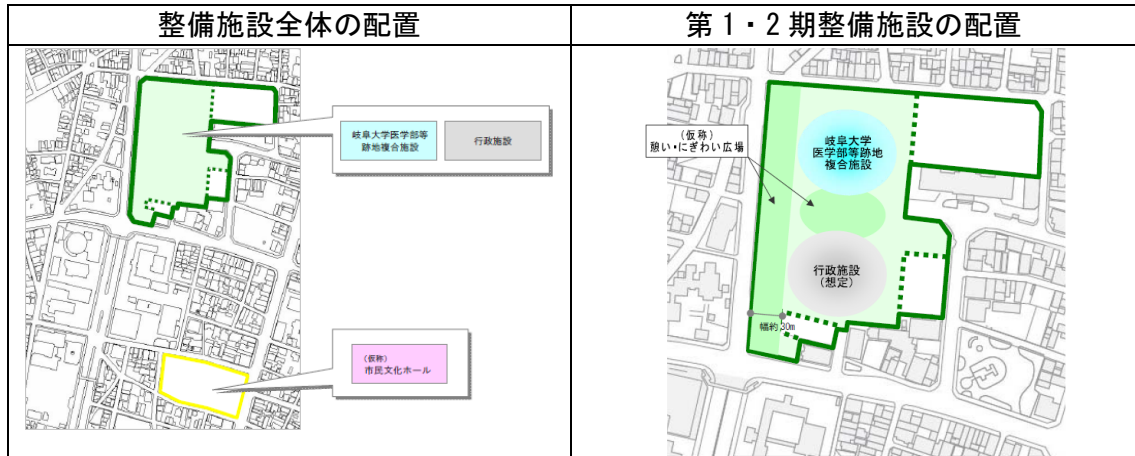 整備施設全体の配置
第1・2期整備施設の配置
岐阜大学医学部等
跡地複合施設
行政施設
(仮称)
市民文化ホール
(仮称)
憩い・にぎわい広場
岐阜大学
医学部等跡地
複合施設
行政施設
(想定)
幅約30m